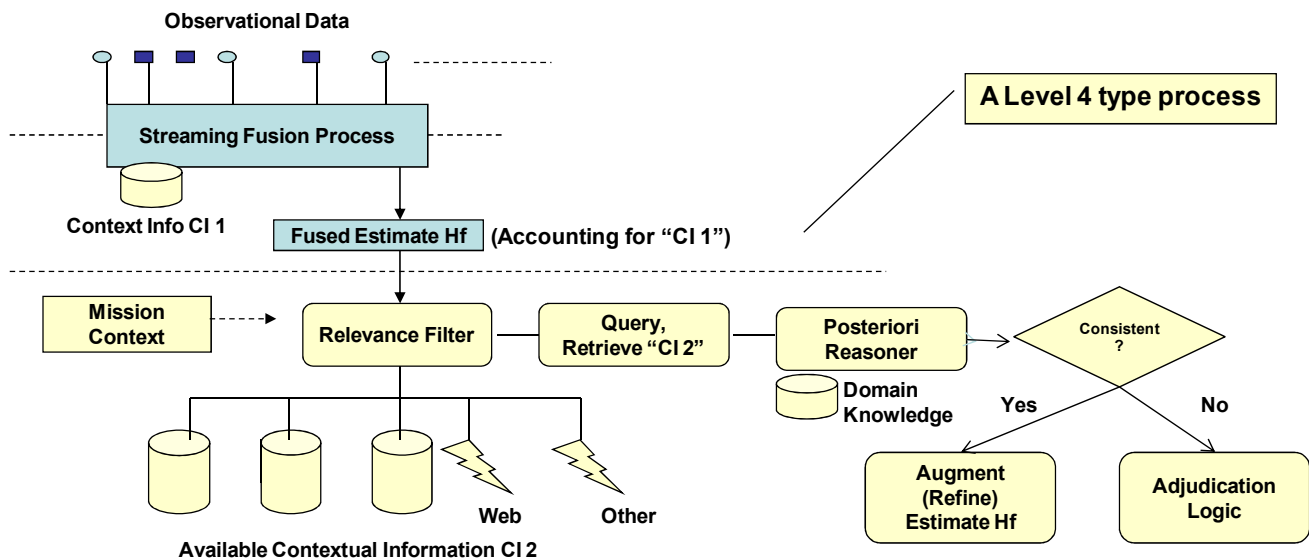 Observational Data
A Level 4 type process
Streaming Fusion Process
Context Info CI 1
Fused Estimate Hf
(Accounting for “CI 1”)
Mission
Context
Relevance Filter
Query,
Retrieve “CI 2”
Posteriori
Reasoner
Consistent
?
Domain
Knowledge
Yes
No
Augment
(Refine)
Estimate Hf
Adjudication
Logic
Web
Other
Available Contextual Information CI 2